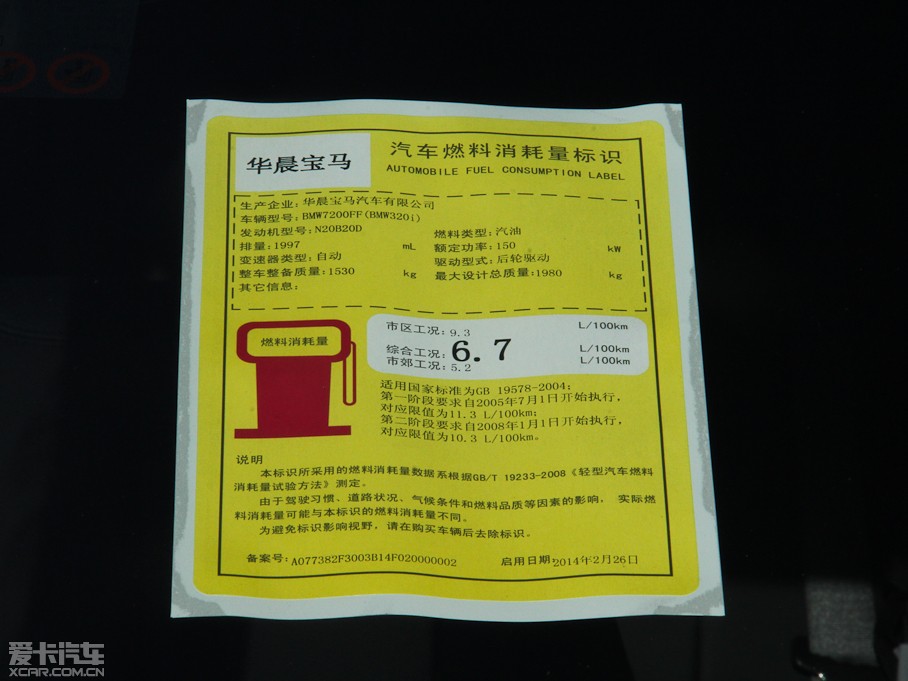 华晨宝马
汽车燃料消耗量标识
AUTOMOBILE FUEL CONSUMPTION LABEL
生产企业:华晨宝马汽车有限公司
车辆型号:BMW7200FF(BMW320i)
发动机型号:N20B20D 燃料类型:汽油
排量:1997 mL 额定功率:150 kW
变速器类型:自动 驱动型式:后轮驱动
整车整备质量:1530 kg 最大设计总质量:1980 kg
其它信息:
燃料消耗量
市区工况:9.3 L/100km
综合工况:6.7 L/100km
市郊工况:5.2 L/100km
适用国家标准为GB 19578-2004;
第一阶段要求自2005年7月1日开始执行,
对应限值为11.3 L/100km;
第二阶段要求自2008年1月1日开始执行,
对应限值为10.3 L/100km。
说明
本标识所采用的燃料消耗量数据系根据GB/T 19233-2008《轻型汽车燃料
消耗量试验方法》测定。
由于驾驶习惯、道路状况、气候条件和燃料品质等因素的影响, 实际燃
料消耗量可能与本标识的燃料消耗量不同。
为避免标识影响视野,请在购买车辆后去除标识。
备案号:A077382F3003B14F020000002 启用日期:2014年2月26日
爱卡汽车
XCAR.COM.CN